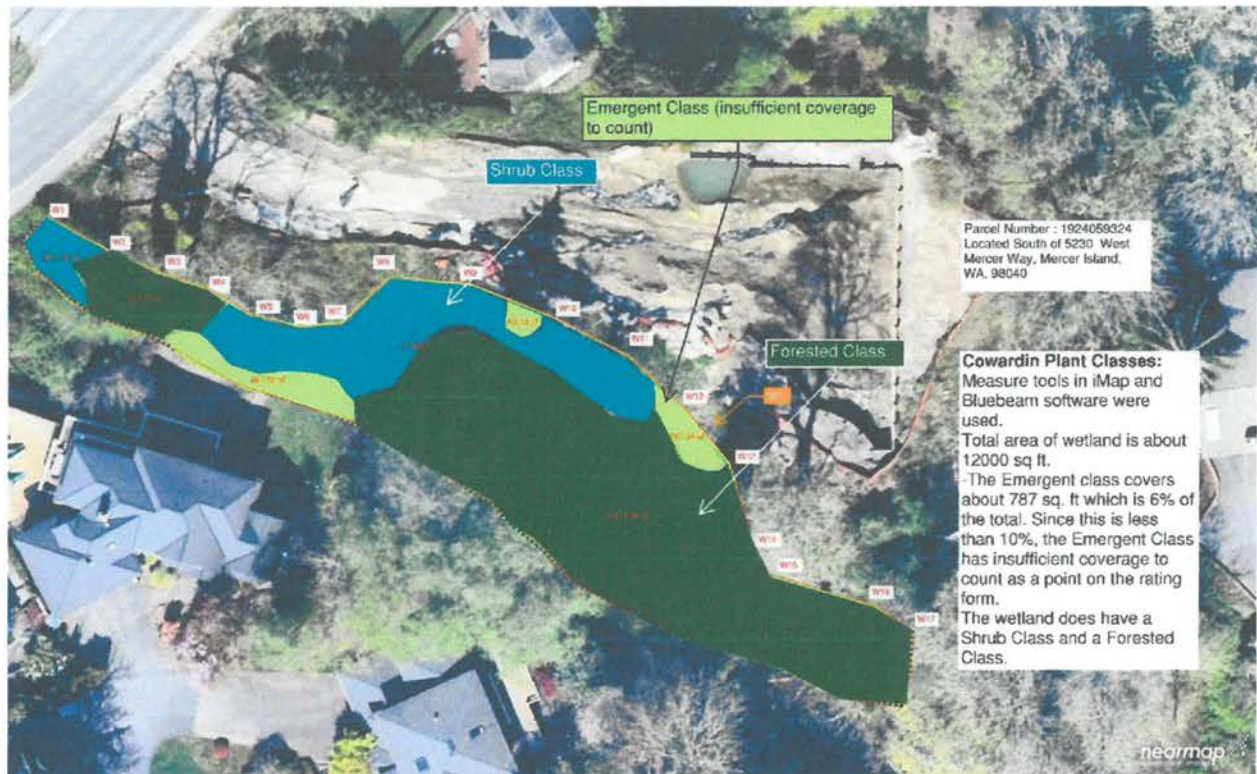 Emergent Class (insufficient coverage
to count)
Shrub Class
W1
W2
W3
W4
W5
W6
W7
W8
W9
W10
W11
W12
Forested Class
W14
W15
W16
W17
Parcel Number : 1924059324
Located South of 5230 West
Mercer Way, Mercer Island,
WA, 98040
Cowardin Plant Classes:
Measure tools in iMap and
Bluebeam software were
used.
Total area of wetland is about
12000 sq ft.
-The Emergent class covers
about 787 sq. ft which is 6% of
the total. Since this is less
than 10%, the Emergent Class
has insufficient coverage to
count as a point on the rating
form.
The wetland does have a
Shrub Class and a Forested
Class.
nearmap